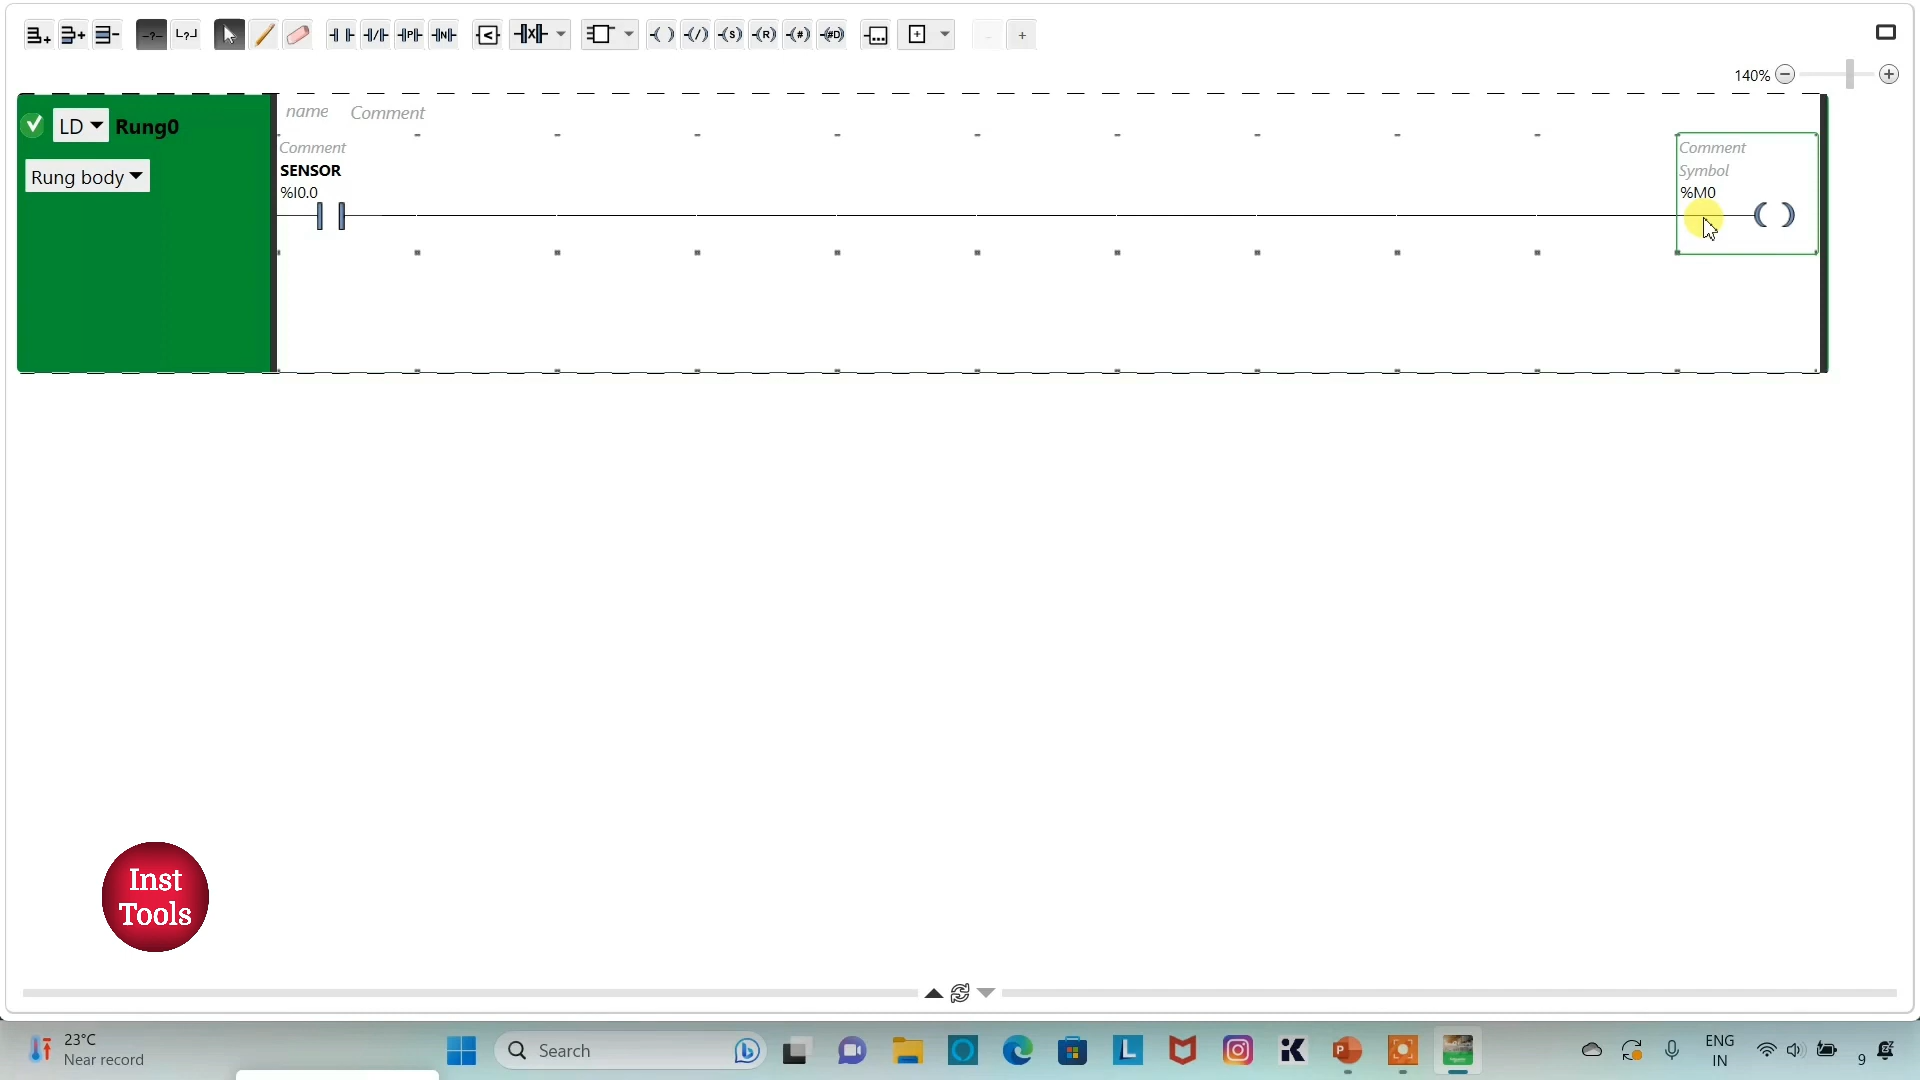 140%
LD
Rung0
name
Comment
Rung body
Comment
SENSOR
%I0.0
Comment
Symbol
%M0
Inst
Tools
23°C
Near record
Search
ENG
IN
9